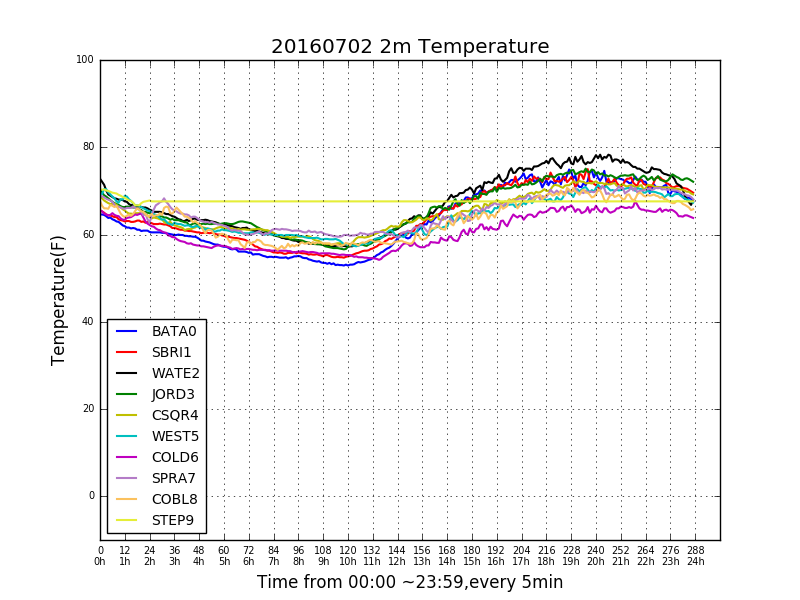 20160702 2m Temperature
Temperature(F)
100
80
60
40
20
0
BATA0
SBRI1
WATE2
JORD3
CSQR4
WEST5
COLD6
SPRA7
COBL8
STEP9
0 12 24 36 48 60 72 84 96 108 120 132 144 156 168 180 192 204 216 228 240 252 264 276 288
0h 1h 2h 3h 4h 5h 6h 7h 8h 9h 10h 11h 12h 13h 14h 15h 16h 17h 18h 19h 20h 21h 22h 23h 24h
Time from 00:00 ~23:59,every 5min